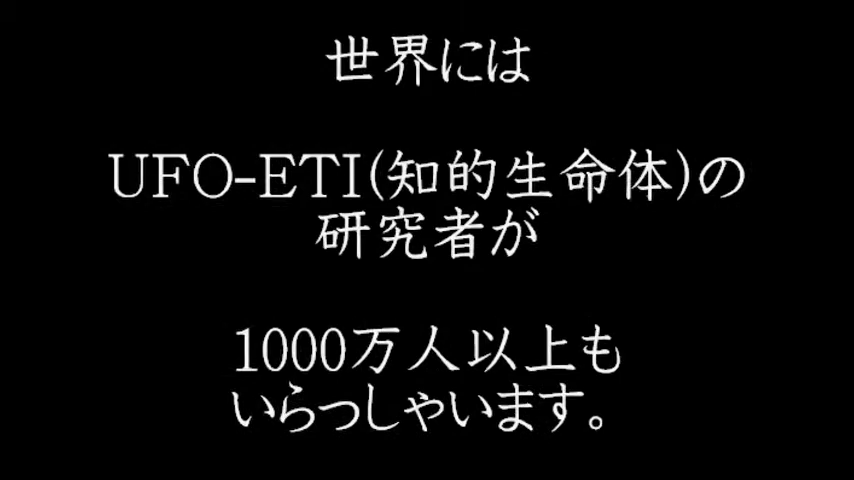 世界には
UFO-ETI(知的生命体)の
研究者が
1000万人以上も
いらっしゃいます。